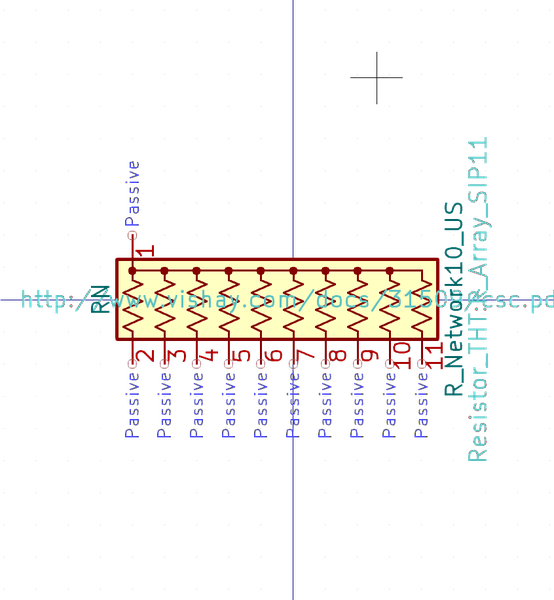 Passive
1
RN
http://www.vishay.com/docs/31509/csc.pd
R_Network10_US
Resistor_THT:R_Array_SIP11
2 3 4 5 6 7 8 9 10 11
Passive Passive Passive Passive Passive Passive Passive Passive Passive Passive